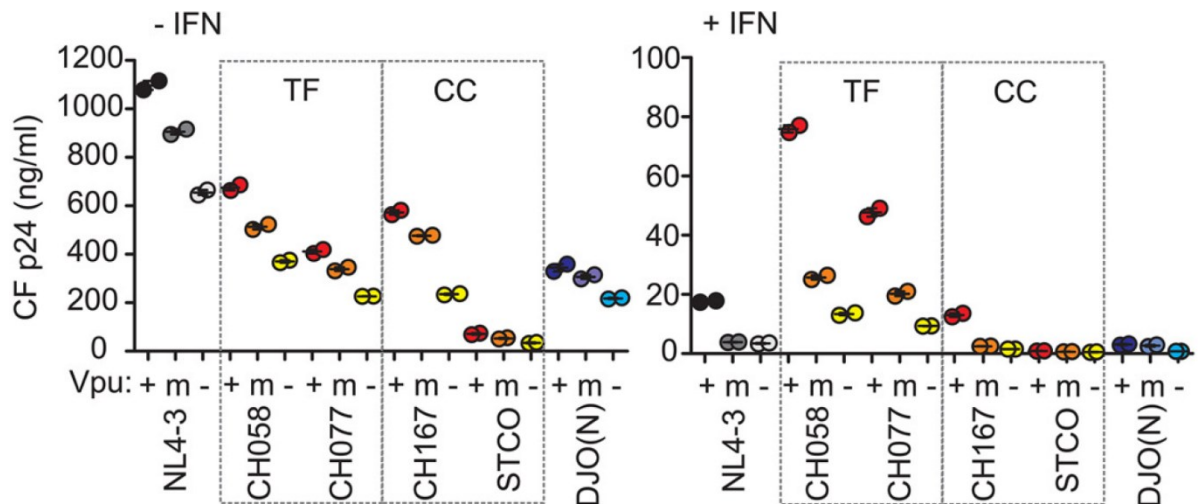 - IFN
1200
1000
800
600
400
200
0
CF p24 (ng/ml)
TF
CC
Vpu: + m - + m - + m - + m - + m - + m -
NL4-3
CH058
CH077
CH167
STCO
DJO(N)
+ IFN
100
80
60
40
20
0
TF
CC
+ m - + m - + m - + m - + m - + m -
NL4-3
CH058
CH077
CH167
STCO
DJO(N)